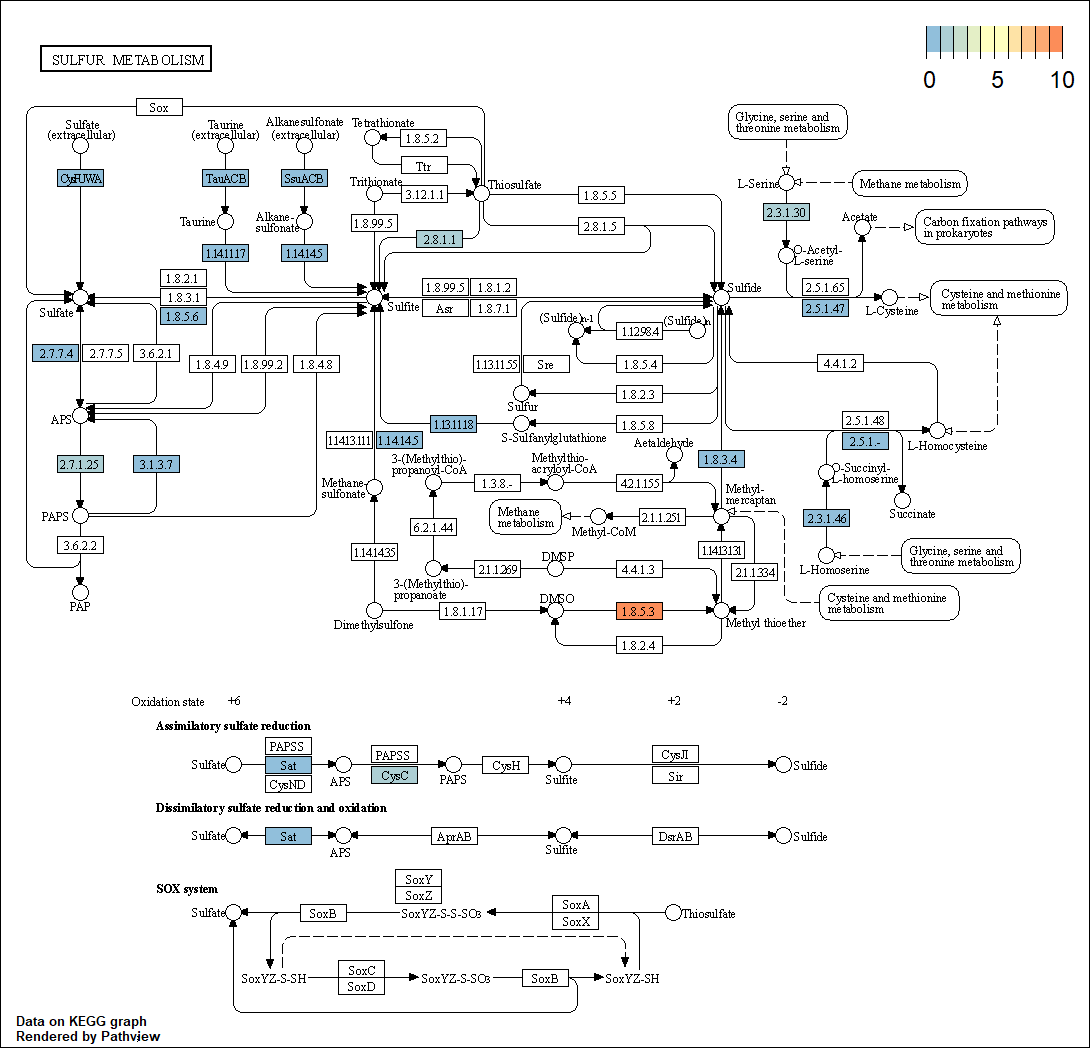 SULFUR METABOLISM
0
5
10
Sox
Sulfate
(extracellular)
Taurine
(extracellular)
Alkanesulfonate
(extracellular)
Tetrathionate
1.8.5.2
Ttr
Glycine, serine and
threonine metabolism
TauACB
SsuACB
Trithionate
3.12.1.1
Thiosulfate
1.8.5.5
L-Serine
Methane metabolism
Taurine
Alkane-
sulfonate
1.8.99.5
2.8.1.1
2.8.1.5
2.3.1.30
Acetate
Carbon fixation pathways
in prokaryotes
1.14.11.17
1.14.14.5
O-Acetyl-
L-serine
1.8.2.1
1.8.3.1
1.8.5.6
Sulfate
Sulfite
1.8.99.5
1.8.1.2
Asr
1.8.7.1
Sulfide
2.5.1.65
2.5.1.47
L-Cysteine
Cysteine and methionine
metabolism
(Sulfide)n-1
1.12.98.4
(Sulfide)n
2.7.7.4
2.7.7.5
3.6.2.1
1.8.4.9
1.8.99.2
1.8.4.8
1.13.11.55
Sre
1.8.5.4
4.4.1.2
1.8.2.3
Sulfur
APS
1.13.11.18
S-Sulfanylglutathione
1.8.5.8
2.5.1.48
2.5.1.-
L-Homocysteine
1.14.13.111
1.14.14.5
Aetaldehyde
2.7.1.25
3.1.3.7
3-(Methylthio)-
propanoyl-CoA
Methylthio-
acryloyl-CoA
1.8.3.4
O-Succinyl-
L-homoserine
Methane-
sulfonate
1.3.8.-
4.2.1.155
Methyl-
mercaptan
Succinate
PAPS
6.2.1.44
Methane
metabolism
Methyl-CoM
2.1.1.251
2.3.1.46
3.6.2.2
1.14.14.35
DMSP
1.14.13.131
L-Homoserine
Glycine, serine and
threonine metabolism
2.1.1.269
4.4.1.3
2.1.1.334
3-(Methylthio)-
propanoate
PAP
DMSO
Cysteine and methionine
metabolism
Dimethylsulfone
1.8.1.17
1.8.5.3
Methyl thioether
1.8.2.4
Oxidation state
+6
+4
+2
-2
Assimilatory sulfate reduction
Sulfate
PAPSS
Sat
CysND
APS
PAPSS
CysC
PAPS
CysH
Sulfite
CysJI
Sir
Sulfide
Dissimilatory sulfate reduction and oxidation
Sulfate
Sat
APS
AprAB
Sulfite
DsrAB
Sulfide
SOX system
Sulfate
SoxB
SoxY
SoxZ
SoxYZ-S-S-SO3
SoxA
SoxX
Thiosulfate
SoxYZ-S-SH
SoxC
SoxD
SoxYZ-S-SO3
SoxB
SoxYZ-SH
Data on KEGG graph
Rendered by Pathview